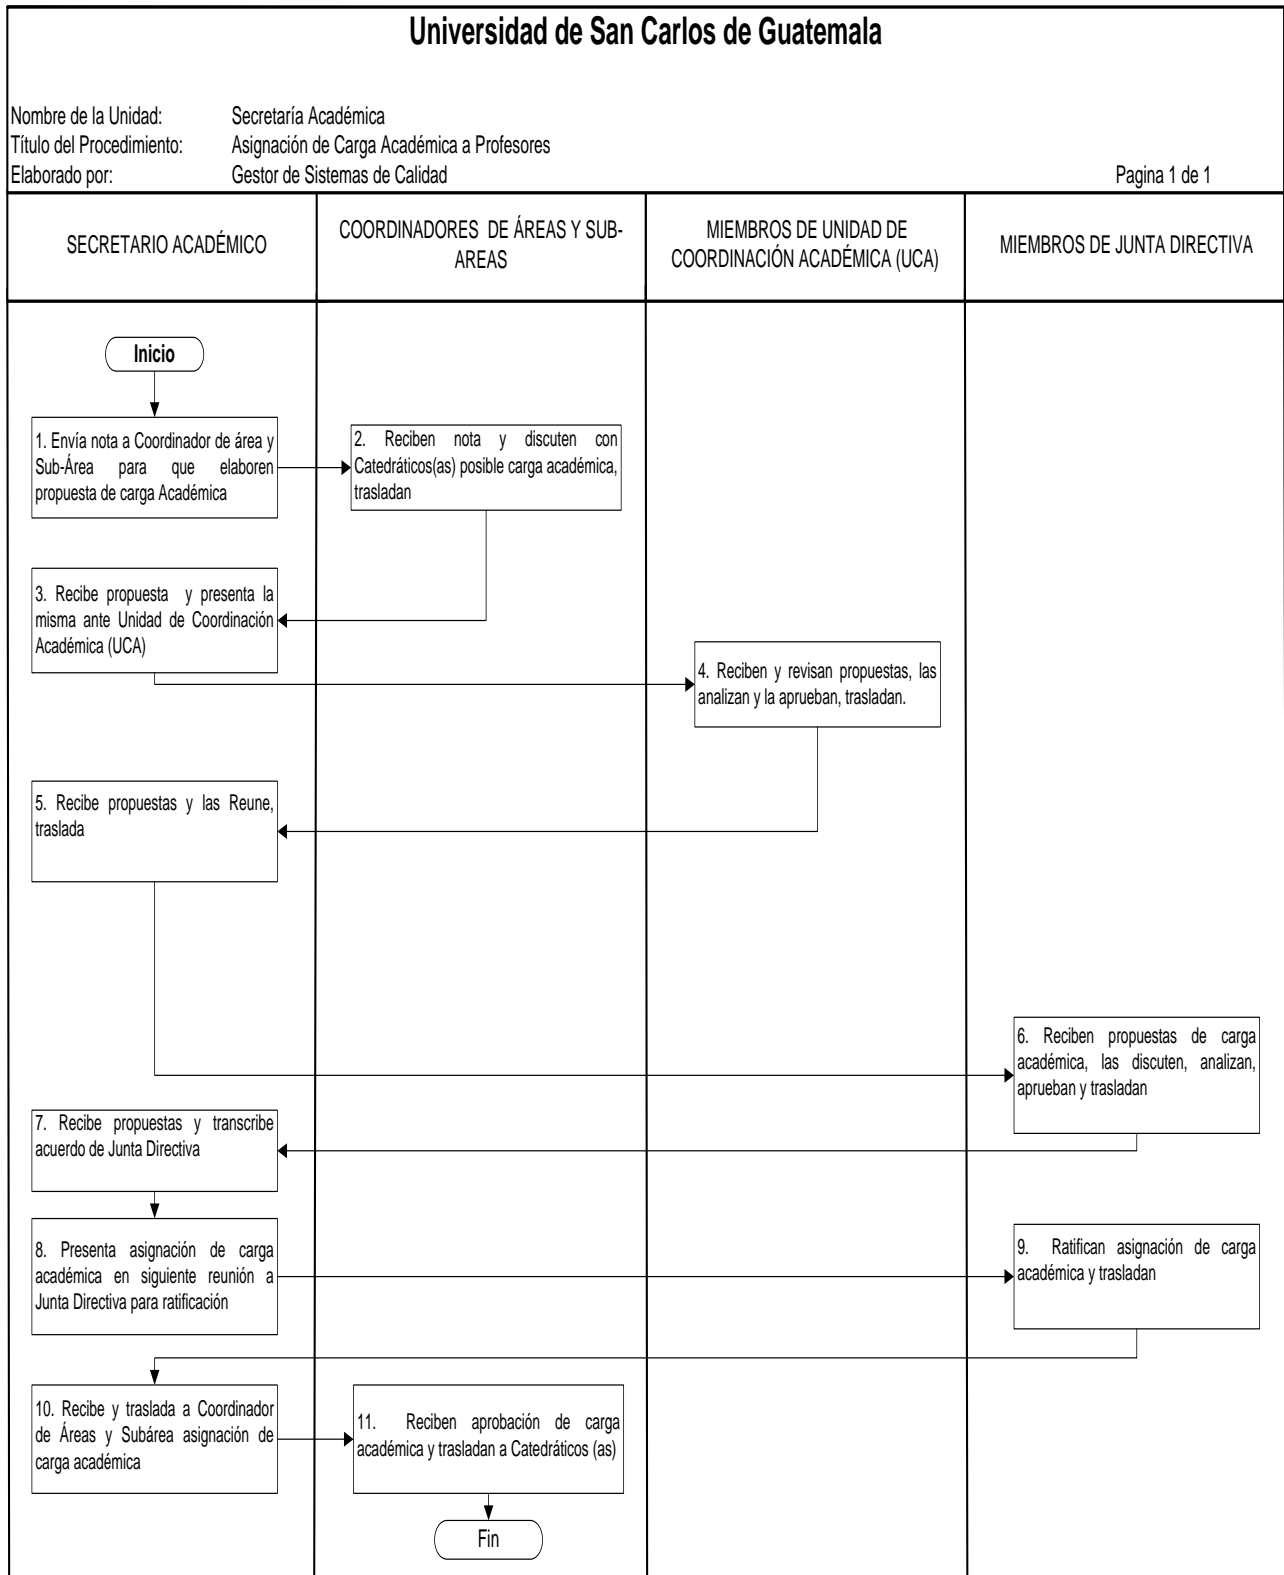 Universidad de San Carlos de Guatemala
Nombre de la Unidad: Secretaría Académica
Título del Procedimiento: Asignación de Carga Académica a Profesores
Elaborado por: Gestor de Sistemas de Calidad Pagina 1 de 1
SECRETARIO ACADÉMICO
COORDINADORES DE ÁREAS Y SUB-
AREAS
MIEMBROS DE UNIDAD DE
COORDINACIÓN ACADÉMICA (UCA)
MIEMBROS DE JUNTA DIRECTIVA
Inicio
1. Envía nota a Coordinador de área y
Sub-Área para que elaboren
propuesta de carga Académica
2. Reciben nota y discuten con
Catedráticos(as) posible carga académica,
trasladan
3. Recibe propuesta y presenta la
misma ante Unidad de Coordinación
Académica (UCA)
4. Reciben y revisan propuestas, las
analizan y la aprueban, trasladan.
5. Recibe propuestas y las Reune,
traslada
6. Reciben propuestas de carga
académica, las discuten, analizan,
aprueban y trasladan
7. Recibe propuestas y transcribe
acuerdo de Junta Directiva
8. Presenta asignación de carga
académica en siguiente reunión a
Junta Directiva para ratificación
9. Ratifican asignación de carga
académica y trasladan
10. Recibe y traslada a Coordinador
de Áreas y Subárea asignación de
carga académica
11. Reciben aprobación de carga
académica y trasladan a Catedráticos (as)
Fin